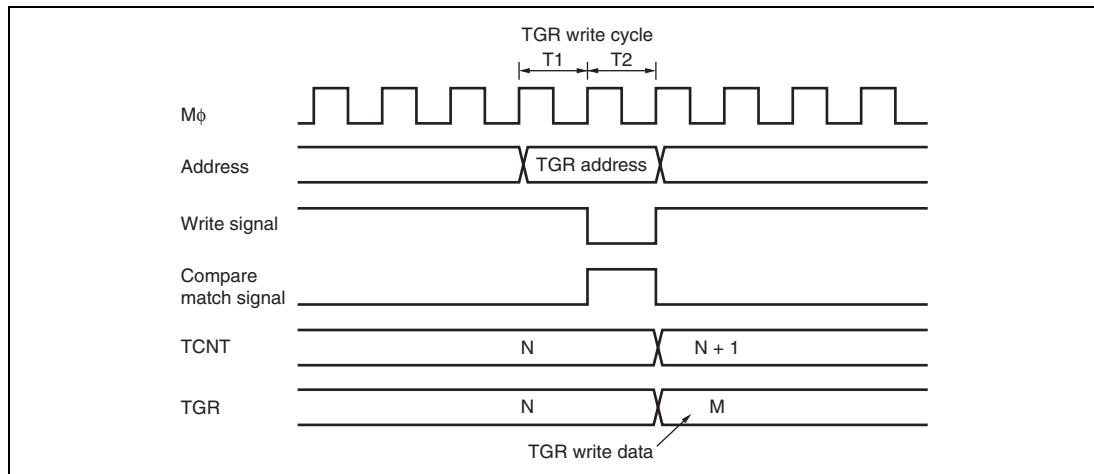 TGR write cycle
T1 T2
Mϕ
Address TGR address
Write signal
Compare
match signal
TCNT N N + 1
TGR N M
TGR write data